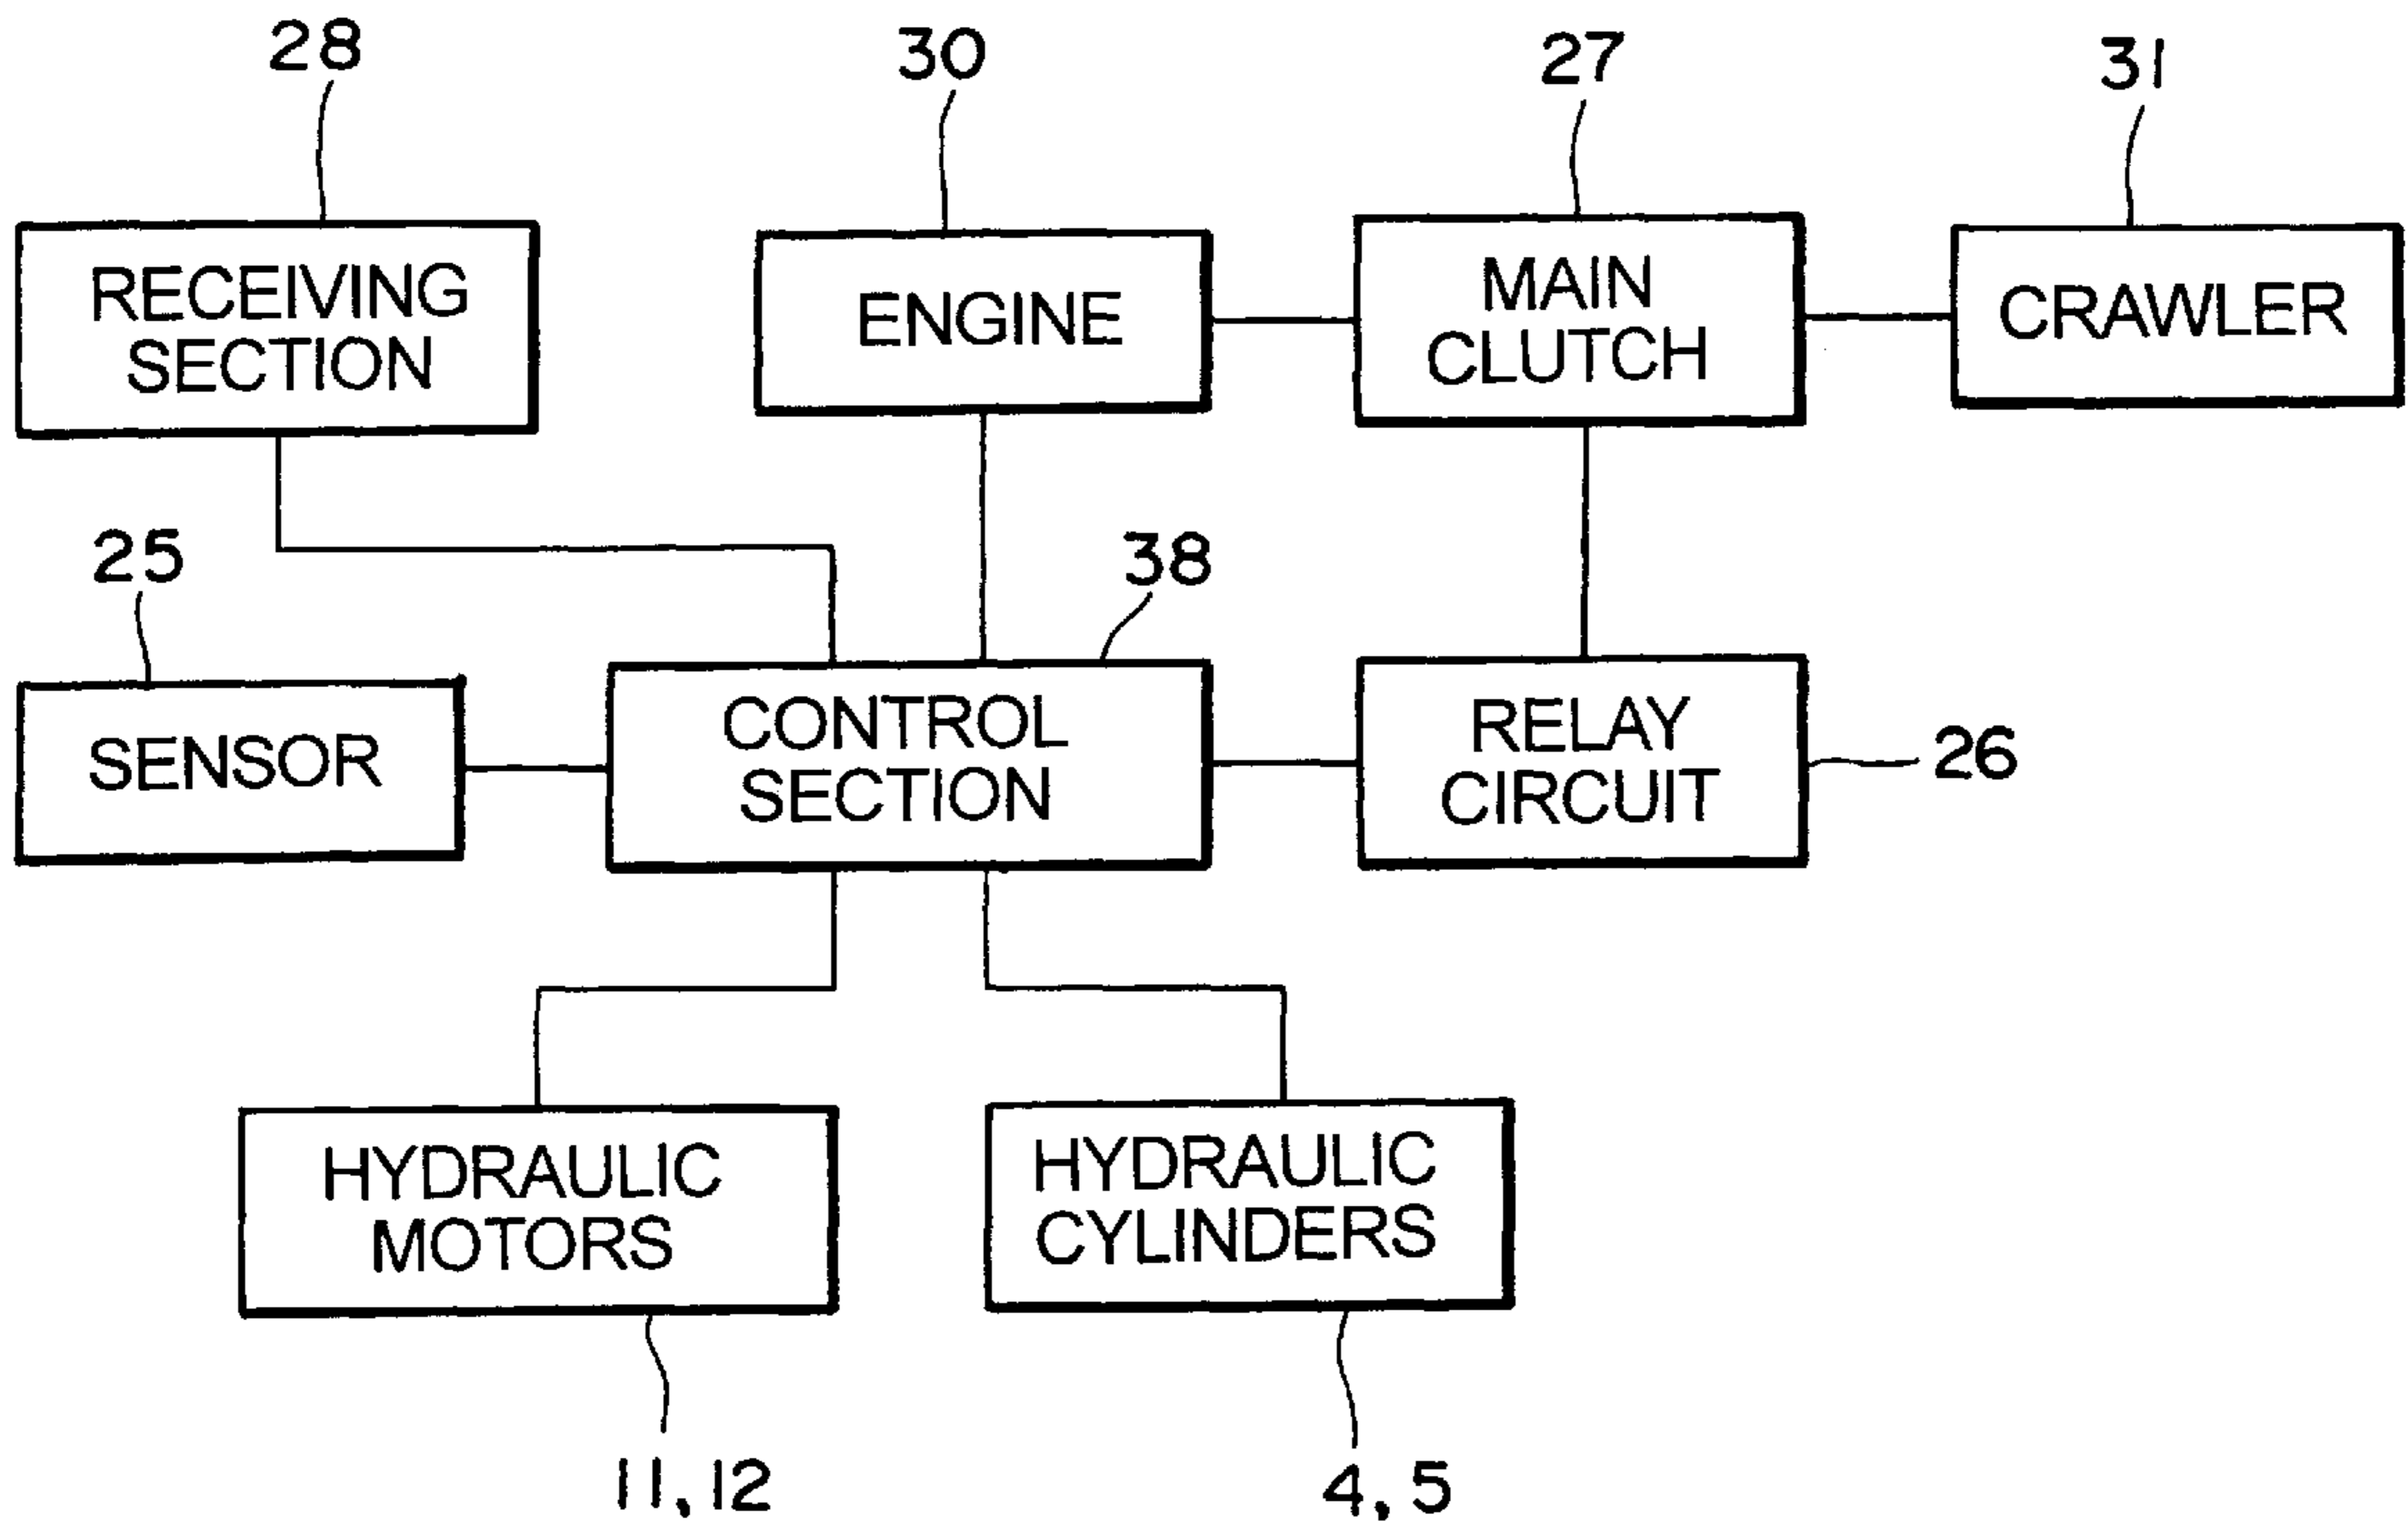 28
30
27
31
RECEIVING
SECTION
ENGINE
MAIN
CLUTCH
CRAWLER
25
38
SENSOR
CONTROL
SECTION
RELAY
CIRCUIT
26
HYDRAULIC
MOTORS
HYDRAULIC
CYLINDERS
11, 12
4, 5